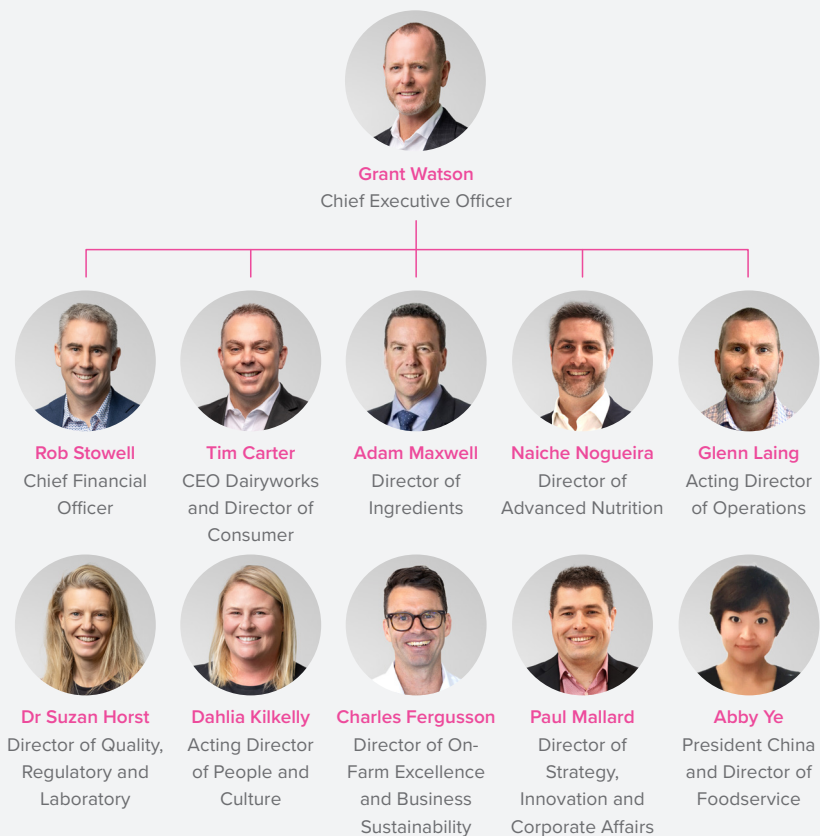 Grant Watson
Chief Executive Officer
Rob Stowell
Chief Financial
Officer
Tim Carter
CEO Dairyworks
and Director of
Consumer
Adam Maxwell
Director of
Ingredients
Naiche Nogueira
Director of
Advanced Nutrition
Glenn Laing
Acting Director
of Operations
Dr Suzan Horst
Director of Quality,
Regulatory and
Laboratory
Dahlia Kilkelly
Acting Director
of People and
Culture
Charles Fergusson
Director of On-
Farm Excellence
and Business
Sustainability
Paul Mallard
Director of
Strategy,
Innovation and
Corporate Affairs
Abby Ye
President China
and Director of
Foodservice